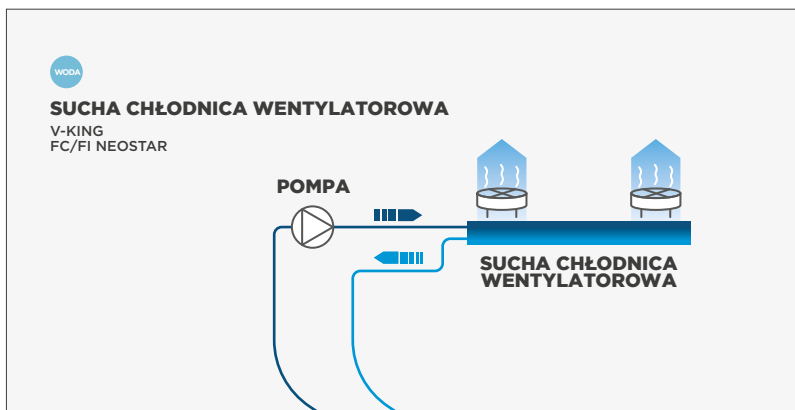 WODA
SUCHA CHŁODNICA WENTYLATOROWA
V-KING
FC/FI NEOSTAR
POMPA
SUCHA CHŁODNICA
WENTYLATOROWA